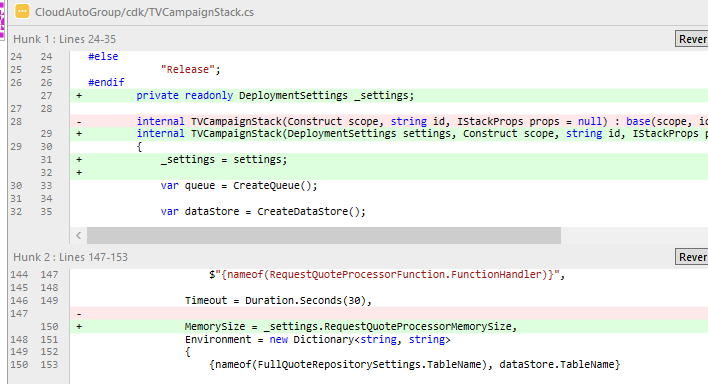 CloudAutoGroup/cdk/TVCampaignStack.cs
Hunk 1 : Lines 24-35
Rever
24 24 #else
25 25 "Release";
26 26 #endif
27 + private readonly DeploymentSettings _settings;
27 28
28 - internal TVCampaignStack(Construct scope, string id, IStackProps props = null) : base(scope, id
29 + internal TVCampaignStack(DeploymentSettings settings, Construct scope, string id, IStackProps p
29 30 {
31 + _settings = settings;
32 +
30 33 var queue = CreateQueue();
31 34
32 35 var dataStore = CreateDataStore();
Hunk 2 : Lines 147-153
Rever
144 147 $"{nameof(RequestQuoteProcessorFunction.FunctionHandler)}",
145 148
146 149 Timeout = Duration.Seconds(30),
147 -
150 + MemorySize = _settings.RequestQuoteProcessorMemorySize,
148 151 Environment = new Dictionary<string, string>
149 152 {
150 153 {nameof(FullQuoteRepositorySettings.TableName), dataStore.TableName}